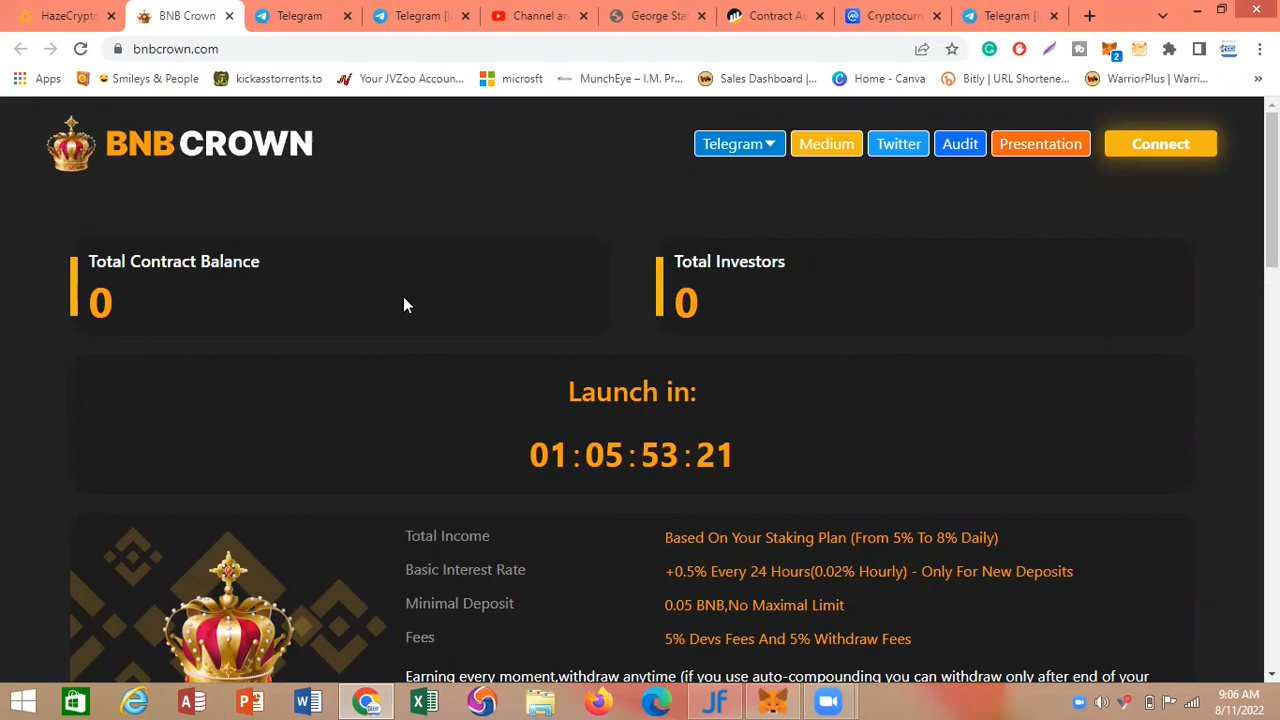 HazeCrypto
BNB Crown
Telegram
Telegram
Channel an
George Sta
Contract A
Cryptocurr
Telegram
bnbcrown.com
2
Apps
Smileys & People
kickasstorrents.to
Your JVZoo Accoun...
microsft
MunchEye – I.M. Pr...
Sales Dashboard |...
Home - Canva
Bitly | URL Shortene...
WarriorPlus | Warri...
»
BNB CROWN
Telegram
Medium
Twitter
Audit
Presentation
Connect
Total Contract Balance
0
Total Investors
0
Launch in:
01:05:53:21
Total Income
Based On Your Staking Plan (From 5% To 8% Daily)
Basic Interest Rate
+0.5% Every 24 Hours(0.02% Hourly) - Only For New Deposits
Minimal Deposit
0.05 BNB,No Maximal Limit
Fees
5% Devs Fees And 5% Withdraw Fees
Earning every moment,withdraw anytime (if you use auto-compounding you can withdraw only after end of your
9:06 AM
8/11/2022